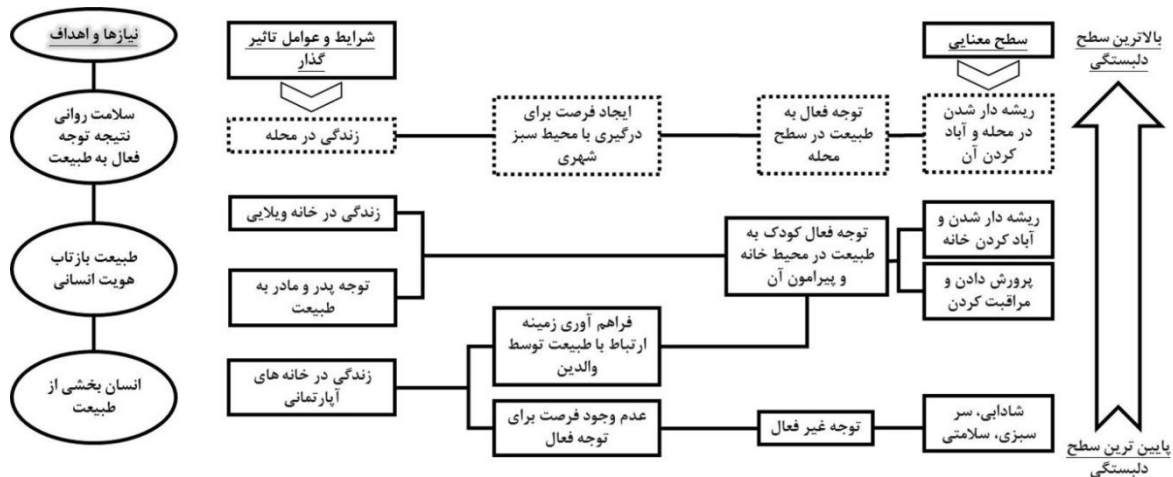 بالاترین سطح
دلبستگی
سطح معنایی
شرایط و عوامل تاثیر
گذار
نیازها و اهداف
ریشه دار شدن
در محله و آباد
کردن آن
توجه فعال به
طبیعت در سطح
محله
ایجاد فرصت برای
درگیری با محیط سبز
شهری
زندگی در محله
سلامت روانی
نتیجه توجه
فعال به طبیعت
ریشه دار شدن و
آباد کردن خانه
پرورش دادن و
مراقبت کردن
توجه فعال کودک به
طبیعت در محیط خانه
و پیرامون آن
زندگی در خانه ویلایی
توجه پدر و مادر به
طبیعت
طبیعت بازتاب
هویت انسانی
فراهم آوری زمینه
ارتباط با طبیعت توسط
والدین
زندگی در خانه های
آپارتمانی
انسان بخشی از
طبیعت
شادابی، سر
سبزی، سلامتی
توجه غیر فعال
عدم وجود فرصت برای
توجه فعال
پایین ترین سطح
دلبستگی